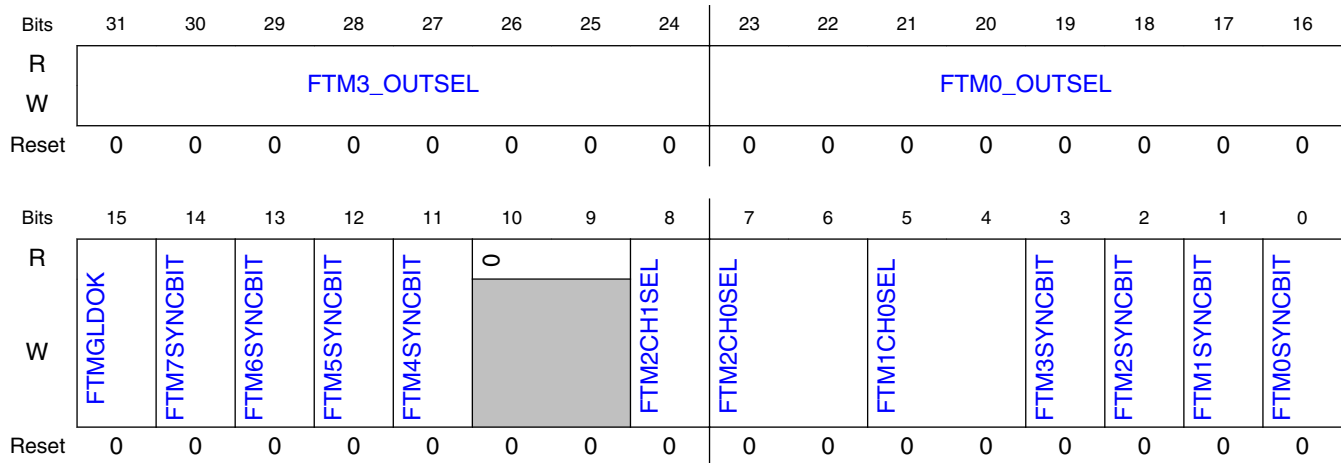 Bits 31 30 29 28 27 26 25 24 23 22 21 20 19 18 17 16
R
FTM3_OUTSEL FTM0_OUTSEL
W
Reset 0 0 0 0 0 0 0 0 0 0 0 0 0 0 0 0
Bits 15 14 13 12 11 10 9 8 7 6 5 4 3 2 1 0
R 0
FTMGLDOK FTM7SYNCBIT FTM6SYNCBIT FTM5SYNCBIT FTM4SYNCBIT FTM2CH1SEL FTM2CH0SEL FTM1CH0SEL FTM3SYNCBIT FTM2SYNCBIT FTM1SYNCBIT FTM0SYNCBIT
W
Reset 0 0 0 0 0 0 0 0 0 0 0 0 0 0 0 0